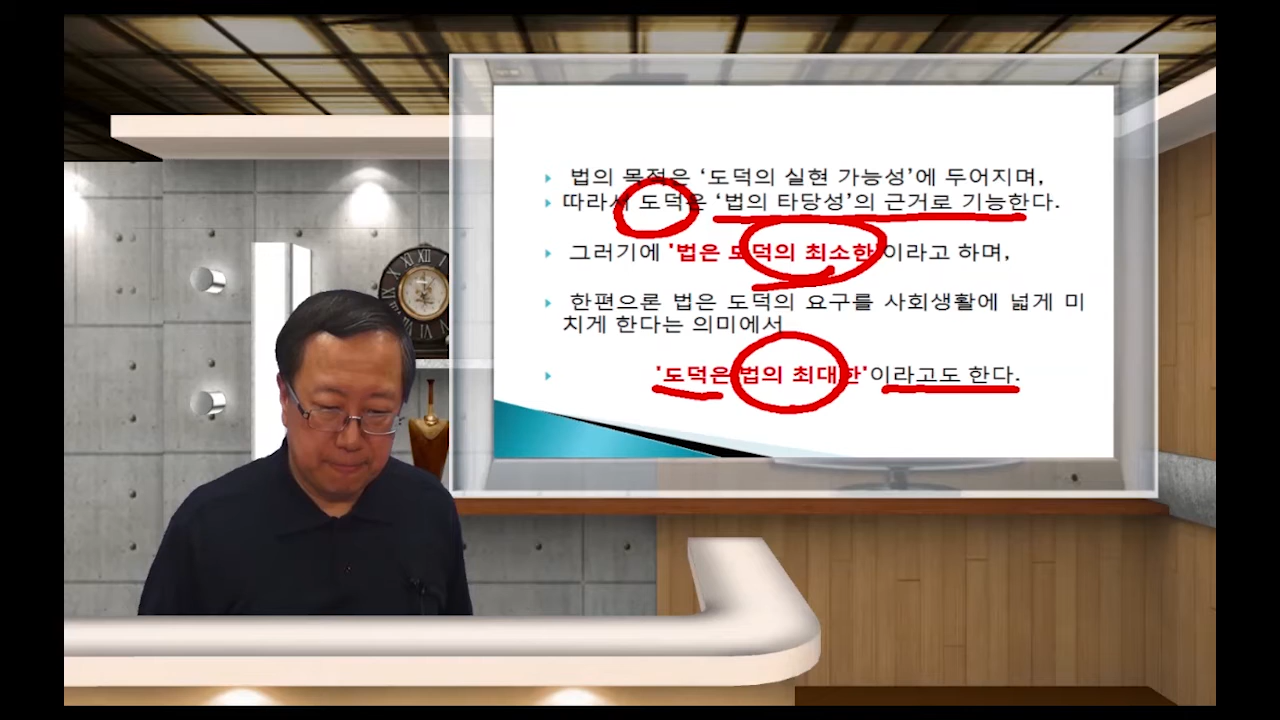 법의 목적은 ‘도덕의 실현 가능성’에 두어지며,
따라서 도덕은 ‘법의 타당성’의 근거로 기능한다.
그러기에 '법은 도덕의 최소한'이라고 하며,
한편으론 법은 도덕의 요구를 사회생활에 넓게 미
치게 한다는 의미에서
'도덕은 법의 최대한'이라고도 한다.